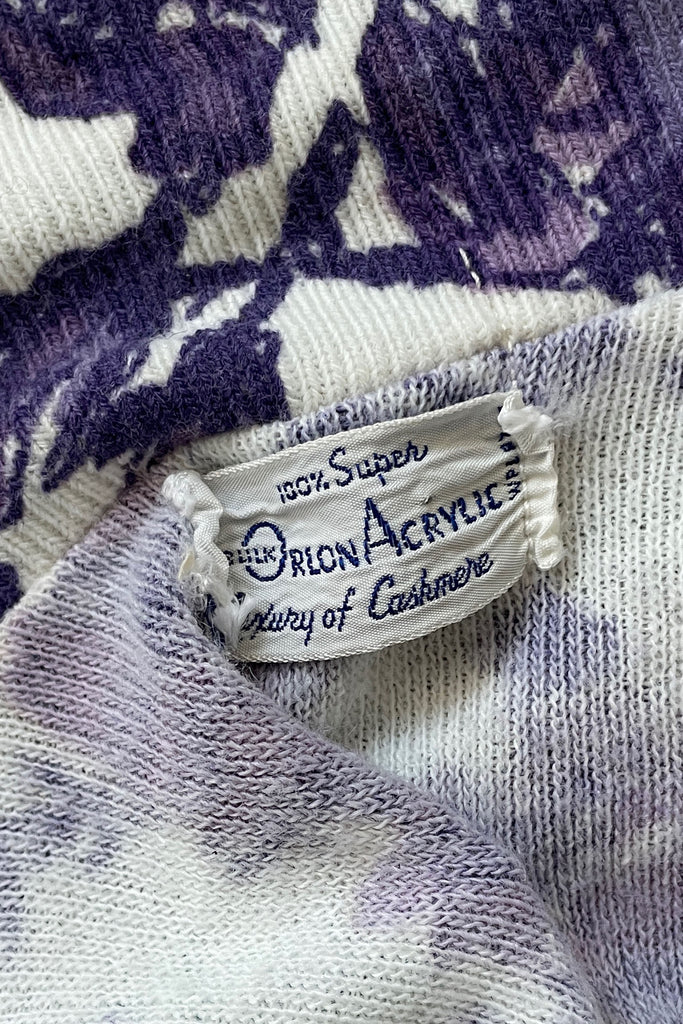 100% Super
BULK ORLON ACRYLIC
Luxury of Cashmere